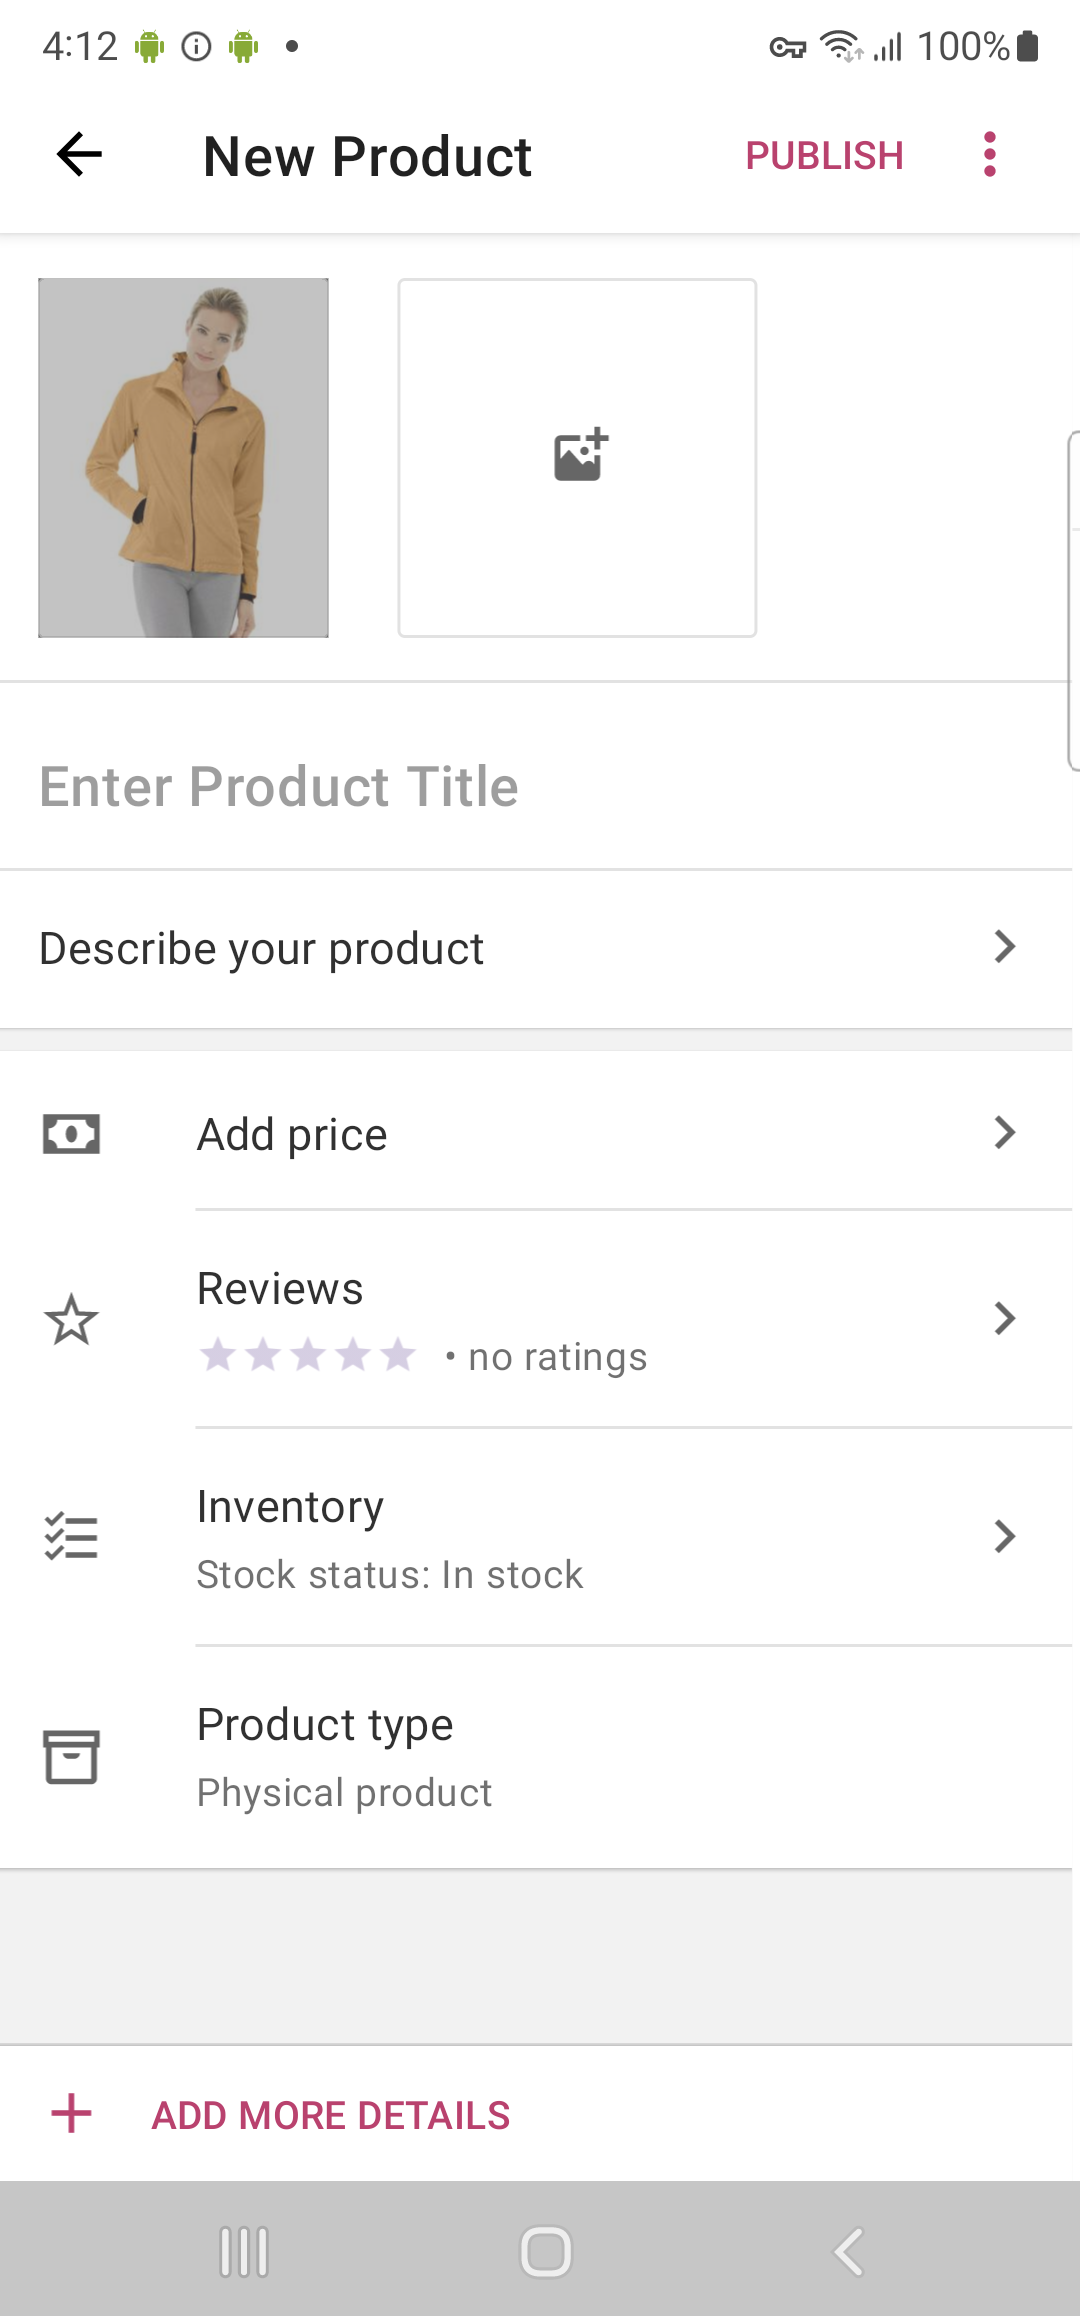 4:12 100%
New Product PUBLISH
Enter Product Title
Describe your product
Add price
Reviews
• no ratings
Inventory
Stock status: In stock
Product type
Physical product
ADD MORE DETAILS